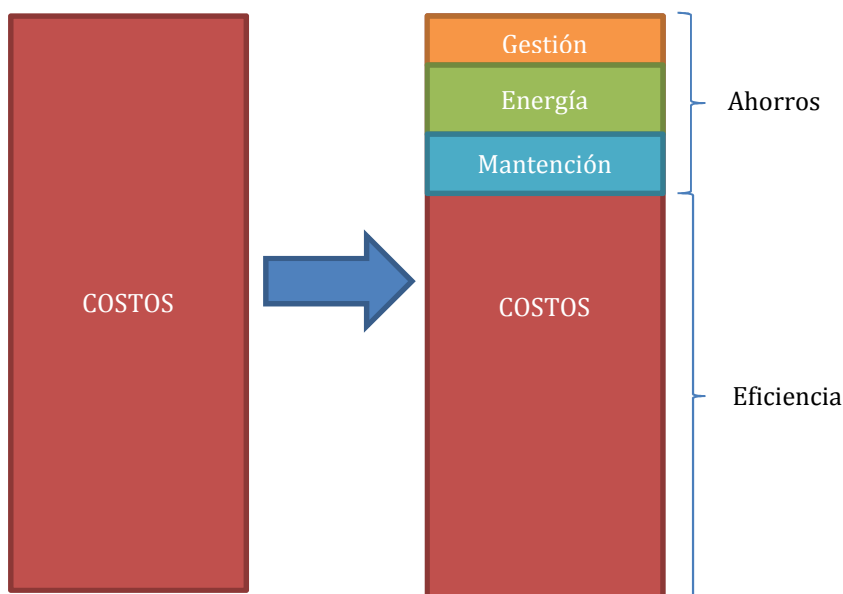 Gestión
Energía
Ahorros
Mantención
COSTOS
COSTOS
Eficiencia